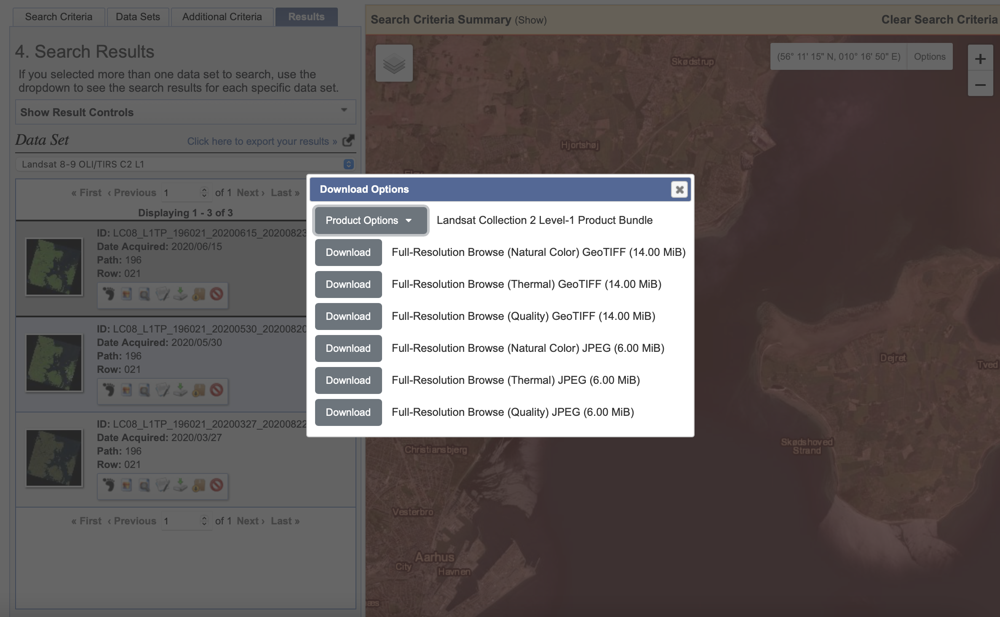 Search Criteria
Data Sets
Additional Criteria
Results
4. Search Results
If you selected more than one data set to search, use the
dropdown to see the search results for each specific data set.
Show Result Controls
Data Set
Click here to export your results »
Landsat 8-9 OLI/TIRS C2 L1
« First ‹ Previous 1 of 1 Next › Last »
Displaying 1 - 3 of 3
ID: LC08_L1TP_196021_20200615_20200823
Date Acquired: 2020/06/15
Path: 196
Row: 021
ID: LC08_L1TP_196021_20200530_20200820
Date Acquired: 2020/05/30
Path: 196
Row: 021
ID: LC08_L1TP_196021_20200327_20200822
Date Acquired: 2020/03/27
Path: 196
Row: 021
« First ‹ Previous 1 of 1 Next › Last »
Search Criteria Summary (Show)
Clear Search Criteria
(56° 11' 15" N, 010° 16' 50" E)
Options
+
−
Skødstrup
Hjortshøj
Download Options
Product Options
Landsat Collection 2 Level-1 Product Bundle
Download Full-Resolution Browse (Natural Color) GeoTIFF (14.00 MiB)
Download Full-Resolution Browse (Thermal) GeoTIFF (14.00 MiB)
Download Full-Resolution Browse (Quality) GeoTIFF (14.00 MiB)
Download Full-Resolution Browse (Natural Color) JPEG (6.00 MiB)
Download Full-Resolution Browse (Thermal) JPEG (6.00 MiB)
Download Full-Resolution Browse (Quality) JPEG (6.00 MiB)
Dejret
Tved
Skødshoved
Strand
Christiansbjerg
Vesterbro
Aarhus
City
Havnen